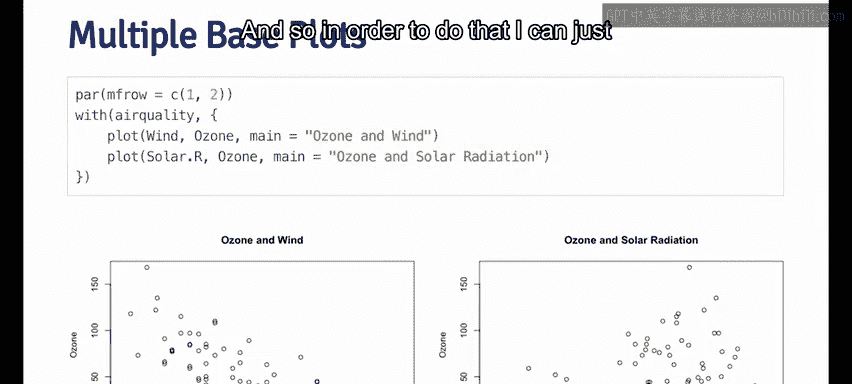 Multiple Base Plots
And so in order to do that I can just
par(mfrow = c(1, 2))
with(airquality, {
plot(Wind, Ozone, main = "Ozone and Wind")
plot(Solar.R, Ozone, main = "Ozone and Solar Radiation")
})
Ozone and Wind
Ozone and Solar Radiation
150
100
50
Ozone
150
100
50
Ozone